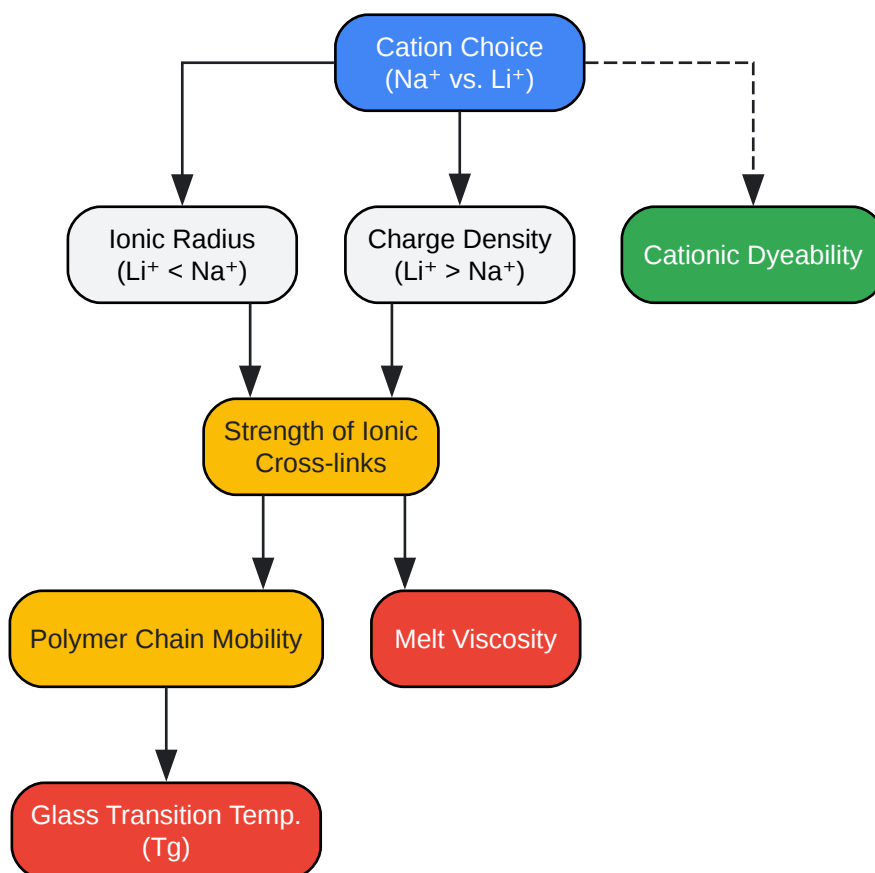 Cation Choice
(Na⁺ vs. Li⁺)
Ionic Radius
(Li⁺ < Na⁺)
Charge Density
(Li⁺ > Na⁺)
Cationic Dyeability
Strength of Ionic
Cross-links
Polymer Chain Mobility
Melt Viscosity
Glass Transition Temp.
(Tg)